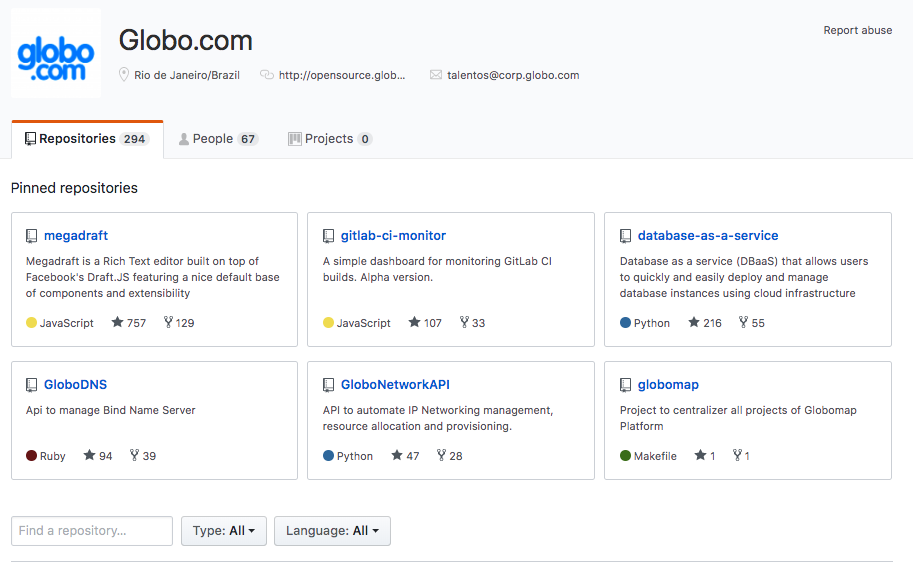 globo
.com
Globo.com
Report abuse
Rio de Janeiro/Brazil http://opensource.glob... talentos@corp.globo.com
Repositories 294 People 67 Projects 0
Pinned repositories
megadraft
Megadraft is a Rich Text editor built on top of
Facebook's Draft.JS featuring a nice default base
of components and extensibility
JavaScript 757 129
gitlab-ci-monitor
A simple dashboard for monitoring GitLab CI
builds. Alpha version.
JavaScript 107 33
database-as-a-service
Database as a service (DBaaS) that allows users
to quickly and easily deploy and manage
database instances using cloud infrastructure
Python 216 55
GloboDNS
Api to manage Bind Name Server
Ruby 94 39
GloboNetworkAPI
API to automate IP Networking management,
resource allocation and provisioning.
Python 47 28
globomap
Project to centralizer all projects of Globomap
Platform
Makefile 1 1
Find a repository... Type: All Language: All